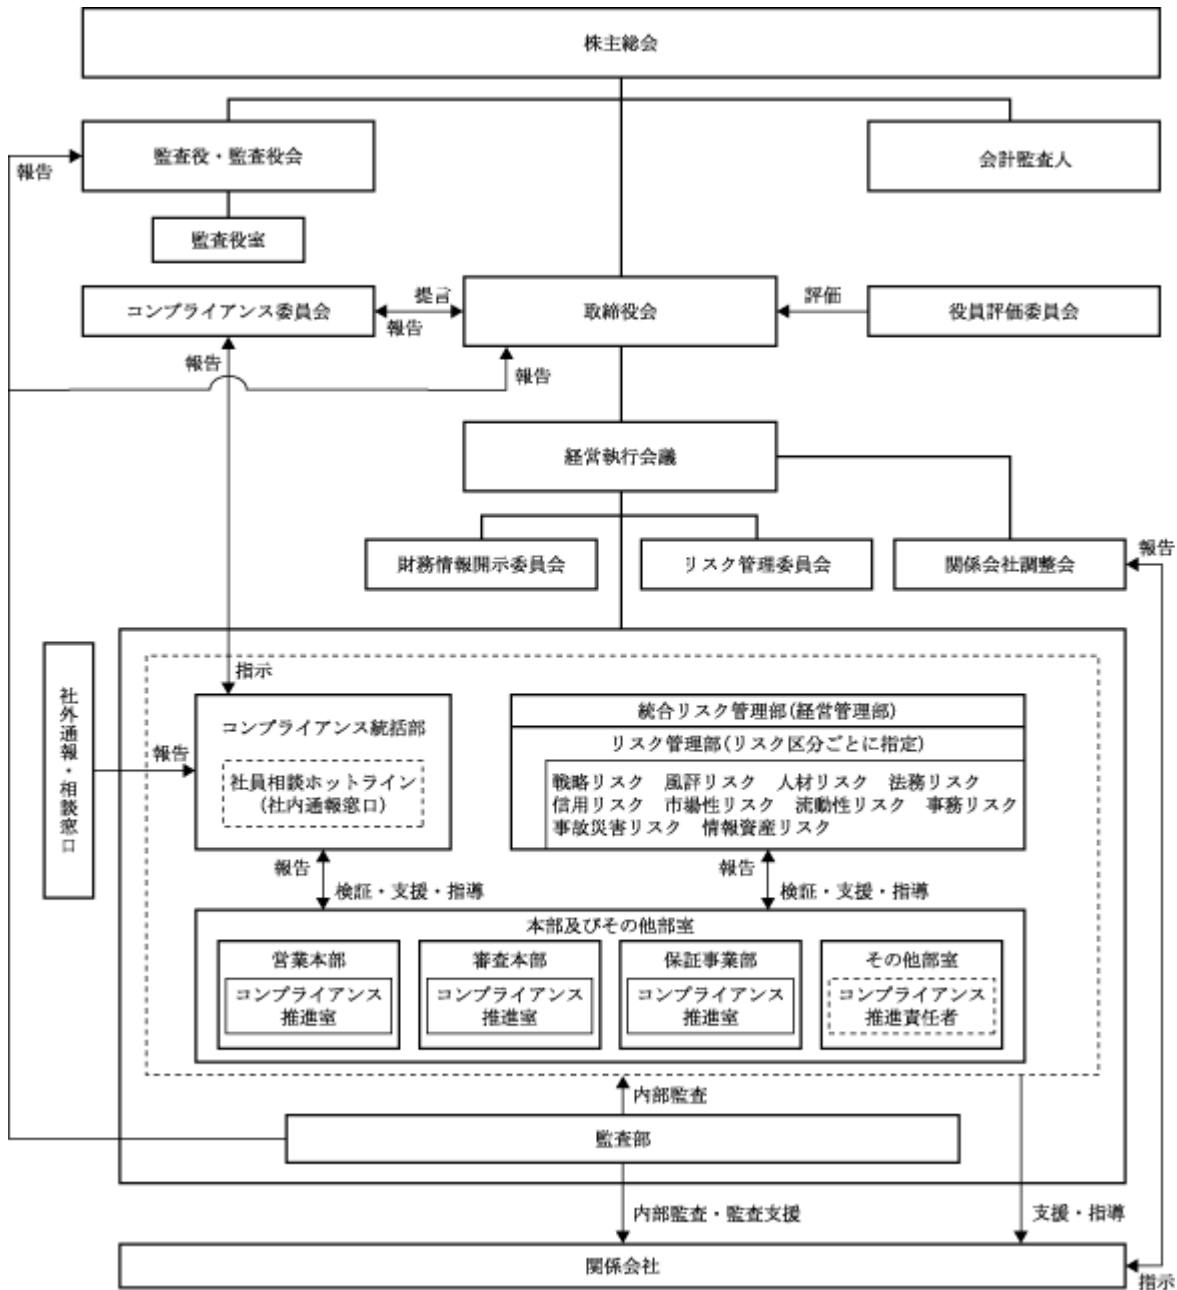 株主総会
監査役・監査役会
会計監査人
報告
監査役室
コンプライアンス委員会
提言
報告
取締役会
評価
役員評価委員会
報告
報告
経営執行会議
財務情報開示委員会
リスク管理委員会
関係会社調整会
報告
社外通報・相談窓口
報告
指示
コンプライアンス統括部
社員相談ホットライン
(社内通報窓口)
統合リスク管理部(経営管理部)
リスク管理部(リスク区分ごとに指定)
戦略リスク 風評リスク 人材リスク 法務リスク
信用リスク 市場性リスク 流動性リスク 事務リスク
事故災害リスク 情報資産リスク
報告
検証・支援・指導
報告
検証・支援・指導
本部及びその他部室
営業本部
コンプライアンス
推進室
審査本部
コンプライアンス
推進室
保証事業部
コンプライアンス
推進室
その他部室
コンプライアンス
推進責任者
内部監査
監査部
内部監査・監査支援
支援・指導
関係会社
指示